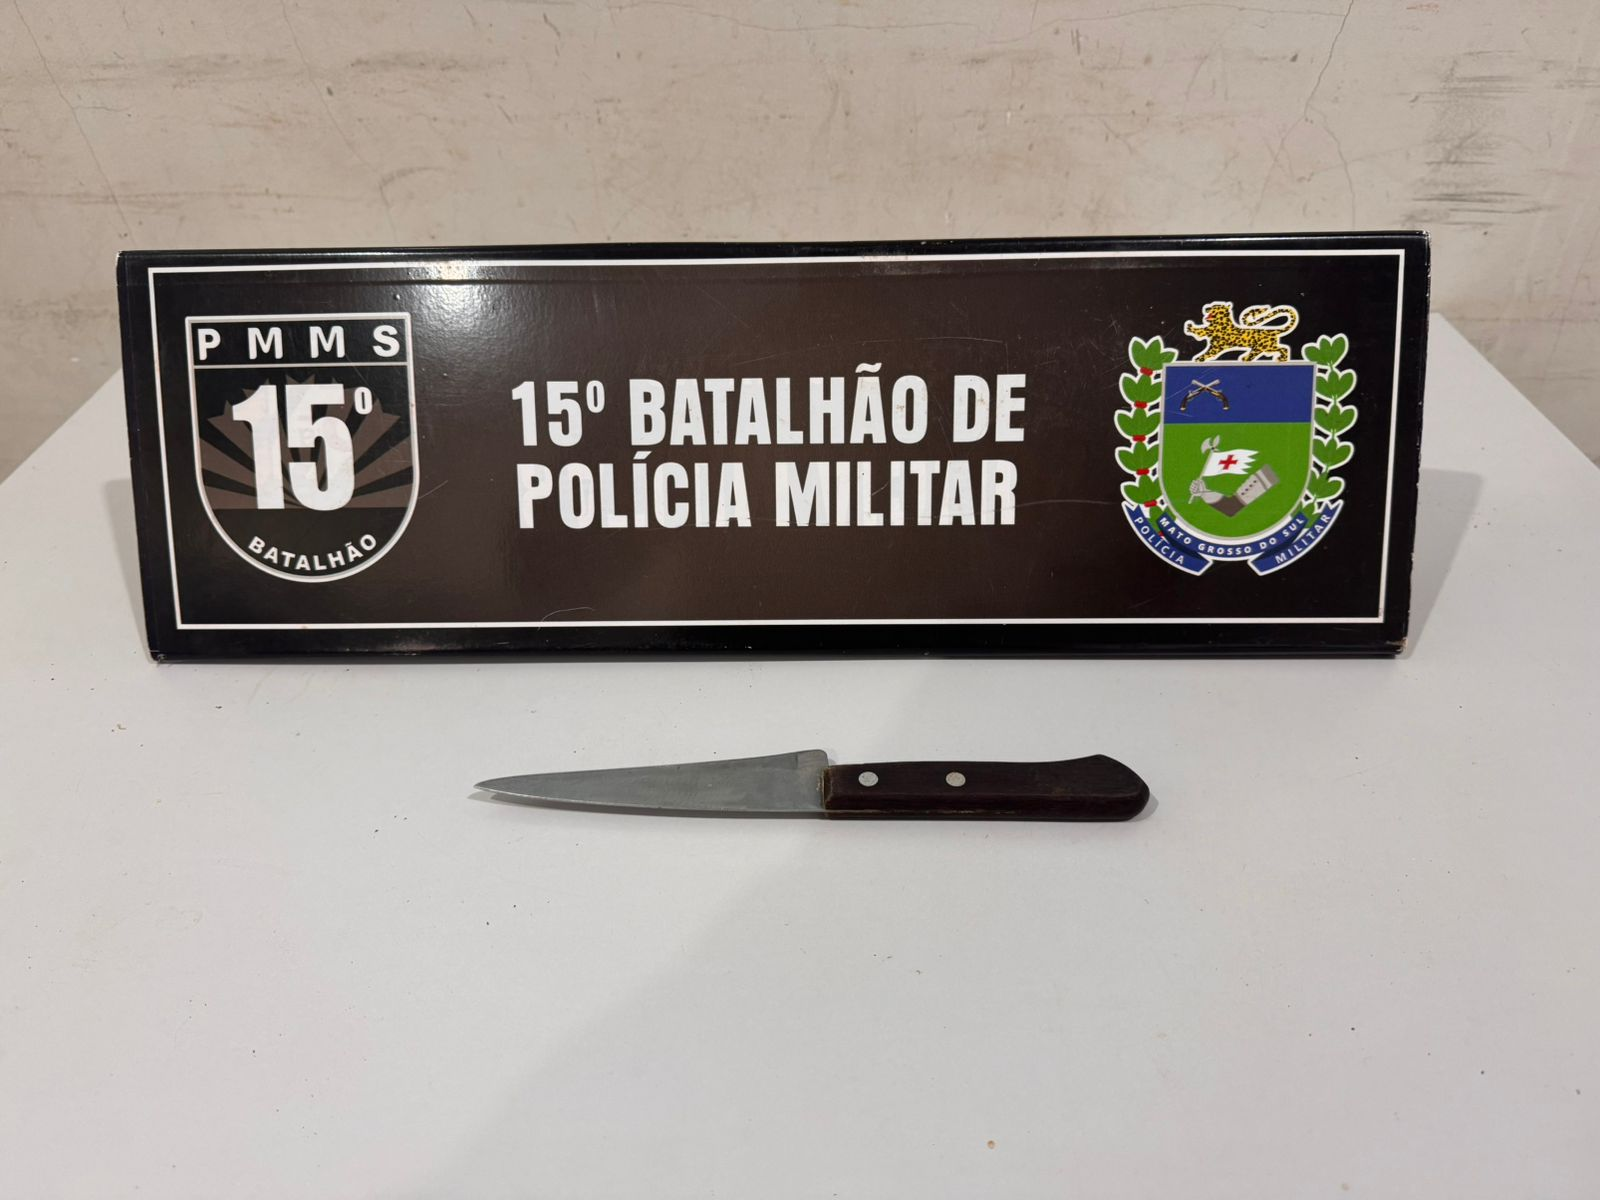 PMMS
15º
BATALHÃO
15º BATALHÃO DE
POLÍCIA MILITAR
MATO GROSSO DO SUL
POLÍCIA MILITAR